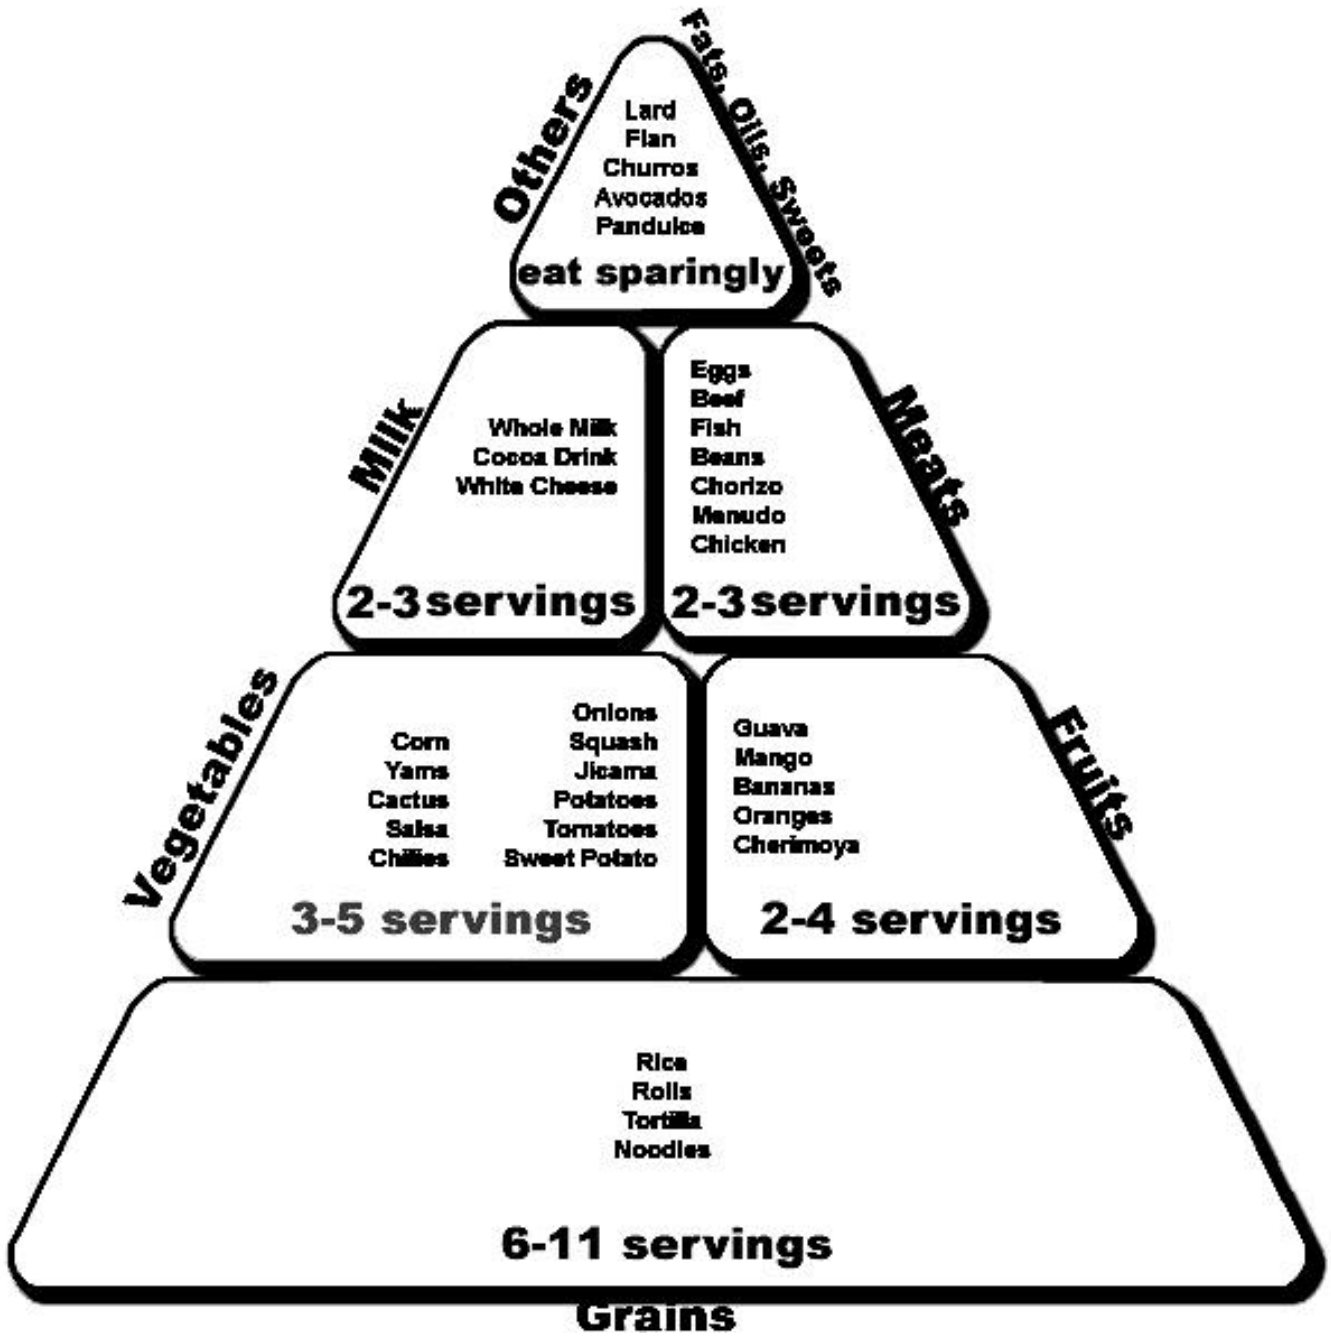 Others
Fats, Oils, Sweets
Lard
Flan
Churros
Avocados
Pandulce
eat sparingly
Milk
Whole Milk
Cocoa Drink
White Cheese
2-3 servings
Meats
Eggs
Beef
Fish
Beans
Chorizo
Menudo
Chicken
2-3 servings
Vegetables
Corn
Yams
Cactus
Salsa
Chillies
Onions
Squash
Jicama
Potatoes
Tomatoes
Sweet Potato
3-5 servings
Fruits
Guava
Mango
Bananas
Oranges
Cherimoya
2-4 servings
Rice
Rolls
Tortilla
Noodles
6-11 servings
Grains